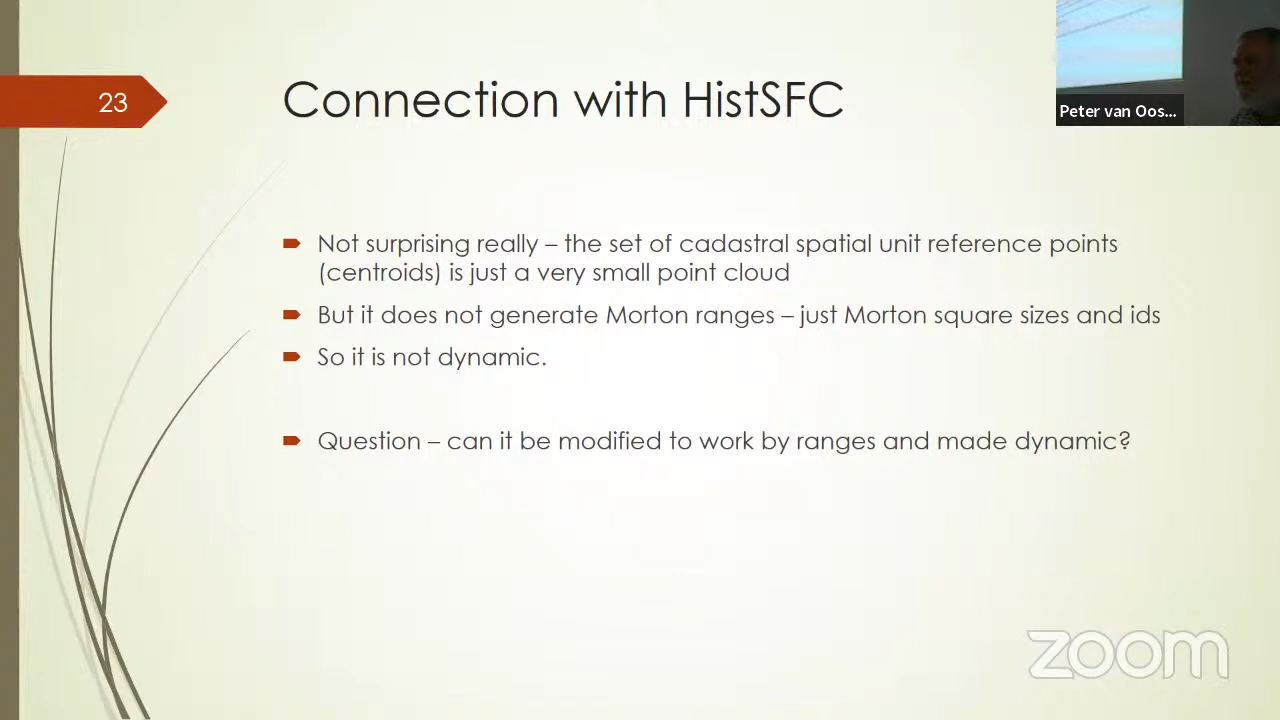 23
Connection with HistSFC
Peter van Oos...
Not surprising really – the set of cadastral spatial unit reference points
(centroids) is just a very small point cloud
But it does not generate Morton ranges – just Morton square sizes and ids
So it is not dynamic.
Question – can it be modified to work by ranges and made dynamic?
zoom